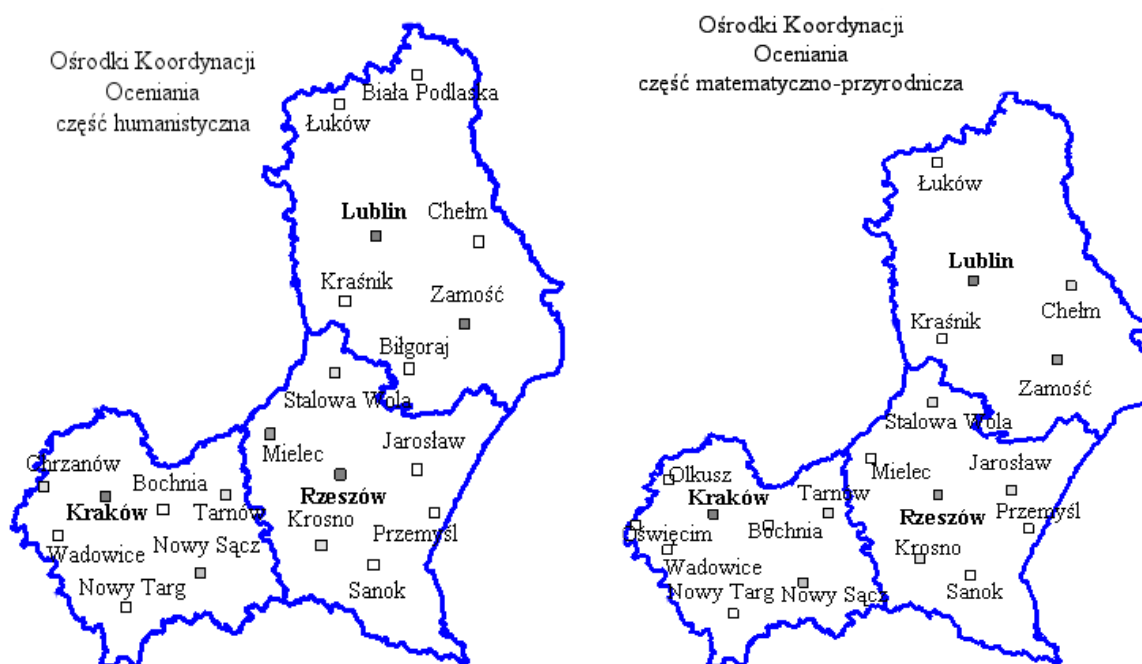 Ośrodki Koordynacji
Oceniania
część humanistyczna
Biała Podlaska
Łuków
Lublin
Chełm
Kraśnik
Zamość
Biłgoraj
Stalowa Wola
Mielec
Jarosław
Chrzanów
Bochnia
Kraków
Tarnów
Rzeszów
Krosno
Przemyśl
Wadowice
Nowy Sącz
Nowy Targ
Sanok
Ośrodki Koordynacji
Oceniania
część matematyczno-przyrodnicza
Łuków
Lublin
Chełm
Kraśnik
Zamość
Stalowa Wola
Mielec
Jarosław
Olkusz
Kraków
Tarnów
Rzeszów
Przemyśl
Oświęcim
Bochnia
Krosno
Wadowice
Nowy Targ
Nowy Sącz
Sanok